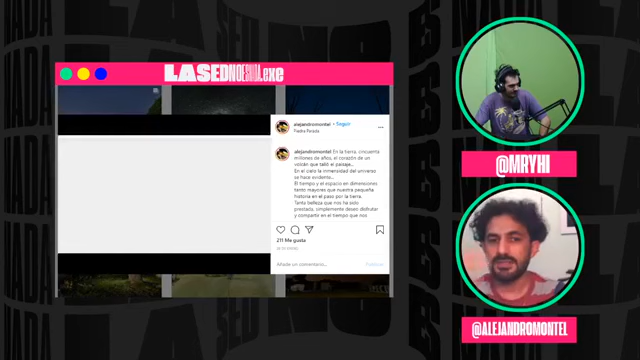 LASEDNOESNADA.exe
alejandromontel • Seguir
Piedra Parada
alejandromontel En la tierra, cincuenta
millones de años, el corazón de un
volcán que talló el paisaje...
En el cielo la inmensidad del universo
se hace evidente...
El tiempo y el espacio en dimensiones
tanto mayores que nuestra pequeña
historia en el paso por la tierra.
Tanta belleza que nos ha sido
prestada, simplemente deseo disfrutar
y compartir en el tiempo que nos
211 Me gusta
Añade un comentario...
Publicar
@MRYHI
@ALEJANDROMONTEL